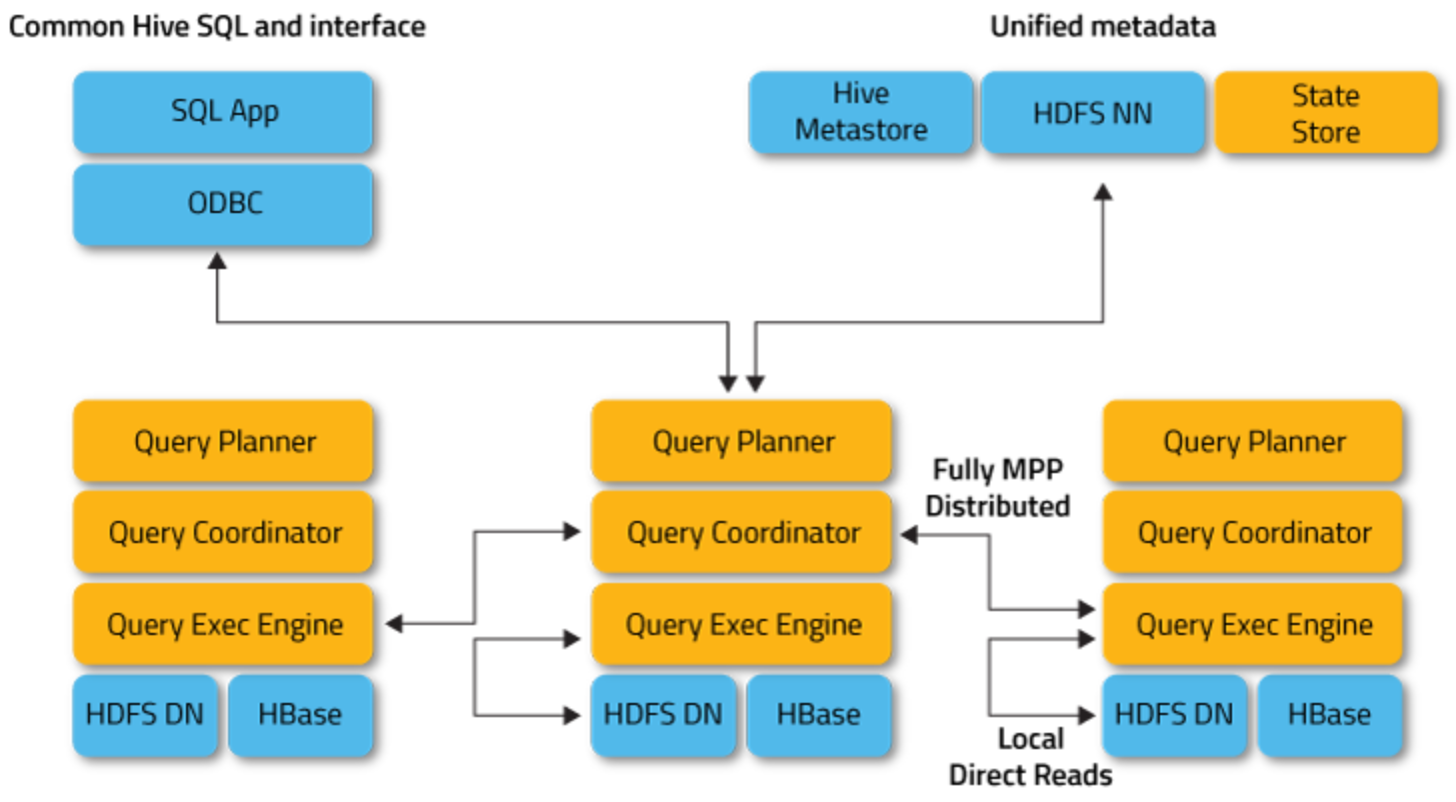 Common Hive SQL and interface
Unified metadata
SQL App
ODBC
Hive
Metastore
HDFS NN
State
Store
Query Planner
Query Coordinator
Query Exec Engine
HDFS DN
HBase
Query Planner
Query Coordinator
Query Exec Engine
HDFS DN
HBase
Fully MPP
Distributed
Local
Direct Reads
Query Planner
Query Coordinator
Query Exec Engine
HDFS DN
HBase